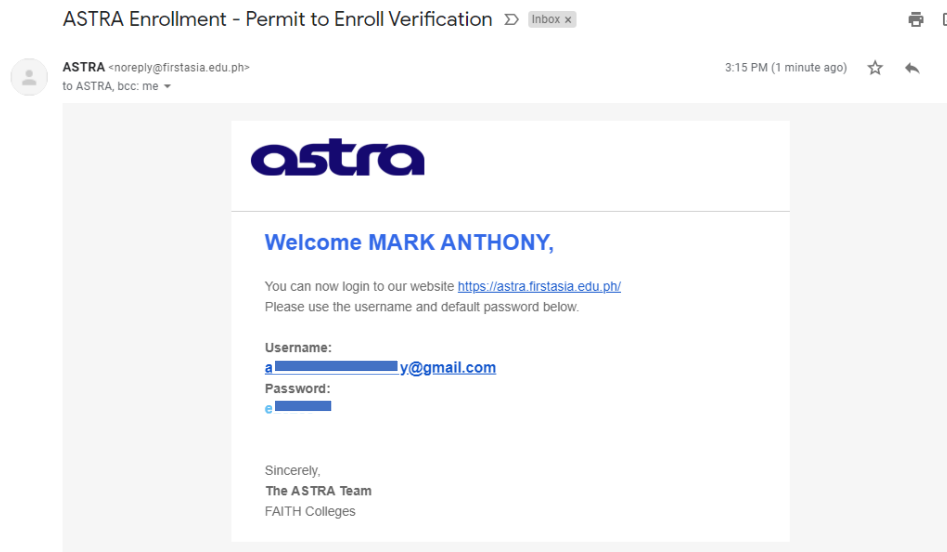 ASTRA Enrollment - Permit to Enroll Verification Inbox x
ASTRA <noreply@firstasia.edu.ph> 3:15 PM (1 minute ago)
to ASTRA, bcc: me
astra
Welcome MARK ANTHONY,
You can now login to our website https://astra.firstasia.edu.ph/
Please use the username and default password below.
Username:
a y@gmail.com
Password:
e
Sincerely,
The ASTRA Team
FAITH Colleges